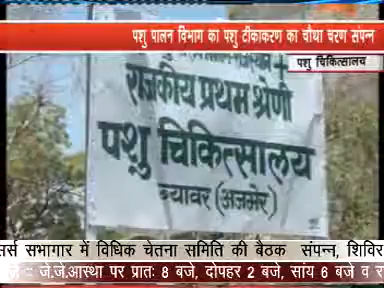 पशु पालन विभाग का पशु टीकाकरण का चौथा चरण संपन्न
पशु चिकित्सालय
राजकीय प्रथम श्रेणी
पशु चिकित्सालय
ब्यावर (अजमेर)
सभागार में विधिक चेतना समिति की बैठक संपन्न, शिविर
जे.जे.आस्था पर प्रातः 8 बजे, दोपहर 2 बजे, सांय 6 बजे व